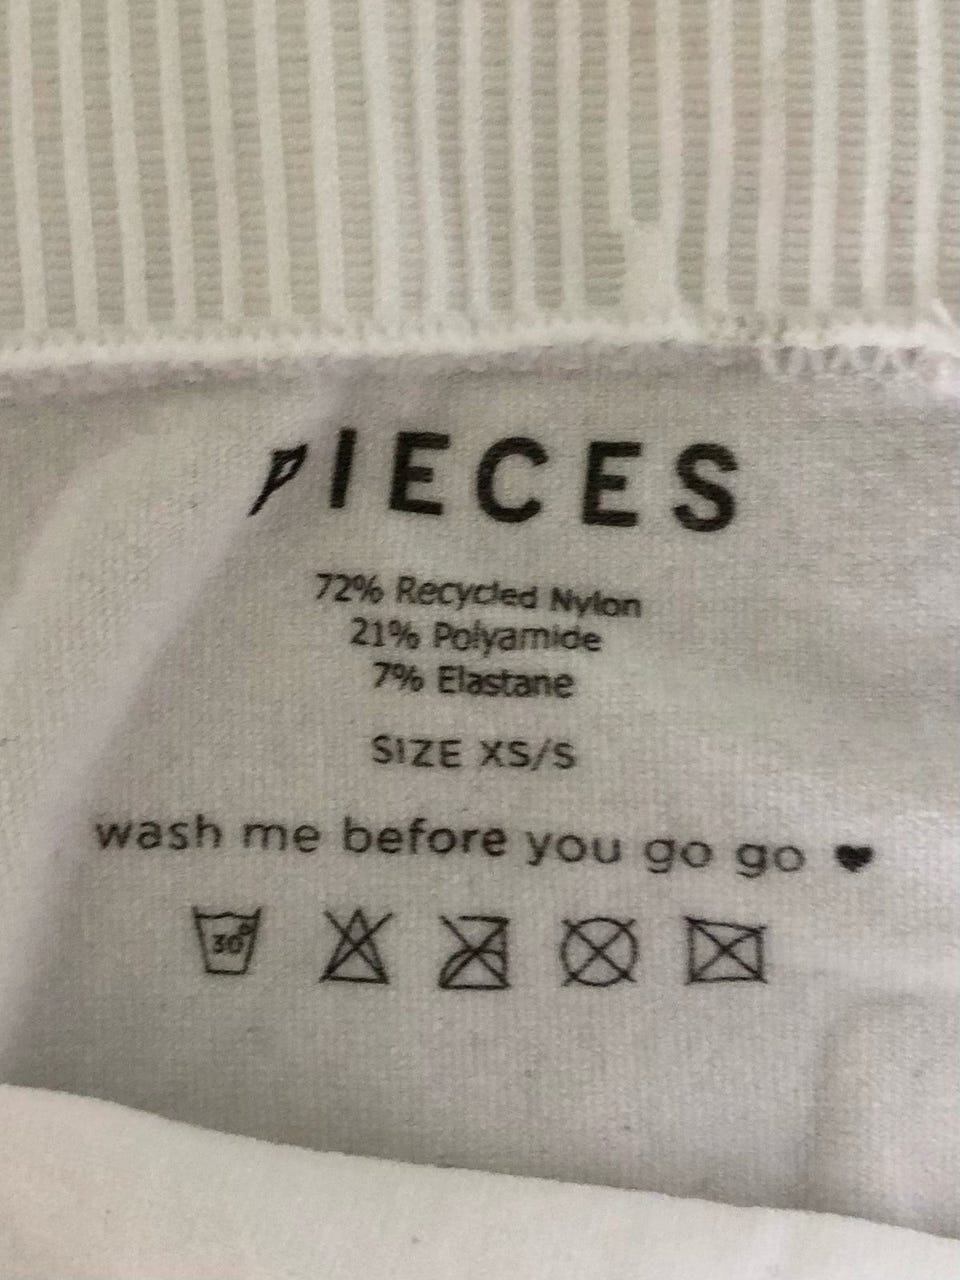 PIECES
72% Recycled Nylon
21% Polyamide
7% Elastane
SIZE XS/S
wash me before you go go ♥
30°